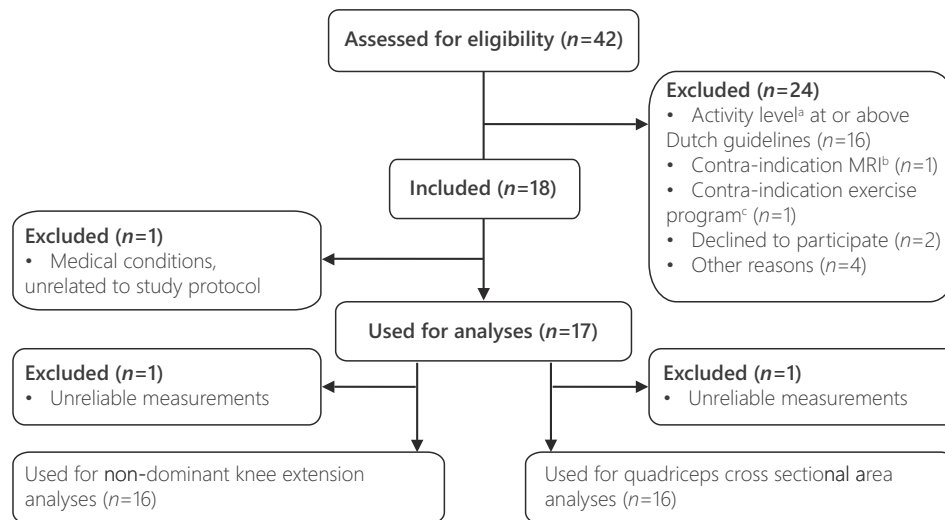 Assessed for eligibility (n=42)
Excluded (n=24)
• Activity levelᵃ at or above
Dutch guidelines (n=16)
• Contra-indication MRIᵇ (n=1)
• Contra-indication exercise
programᶜ (n=1)
• Declined to participate (n=2)
• Other reasons (n=4)
Included (n=18)
Excluded (n=1)
• Medical conditions,
unrelated to study protocol
Used for analyses (n=17)
Excluded (n=1)
• Unreliable measurements
Excluded (n=1)
• Unreliable measurements
Used for non-dominant knee extension
analyses (n=16)
Used for quadriceps cross sectional area
analyses (n=16)